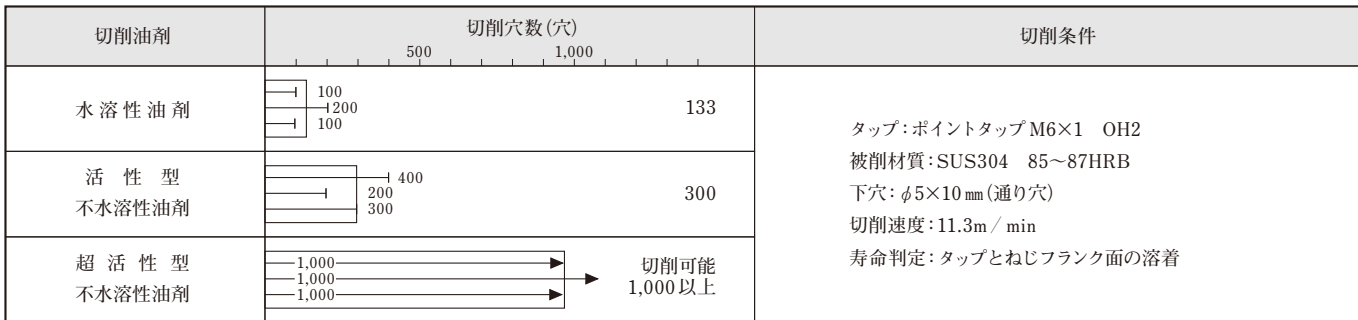 切削油剤
切削穴数(穴)
500 1,000
切削条件
水溶性油剤
100
200
100
133
活性型
不水溶性油剤
400
200
300
300
超活性型
不水溶性油剤
1,000
1,000
1,000
切削可能
1,000以上
タップ:ポイントタップM6×1 OH2
被削材質:SUS304 85〜87HRB
下穴:φ5×10㎜(通り穴)
切削速度:11.3m/min
寿命判定:タップとねじフランク面の溶着